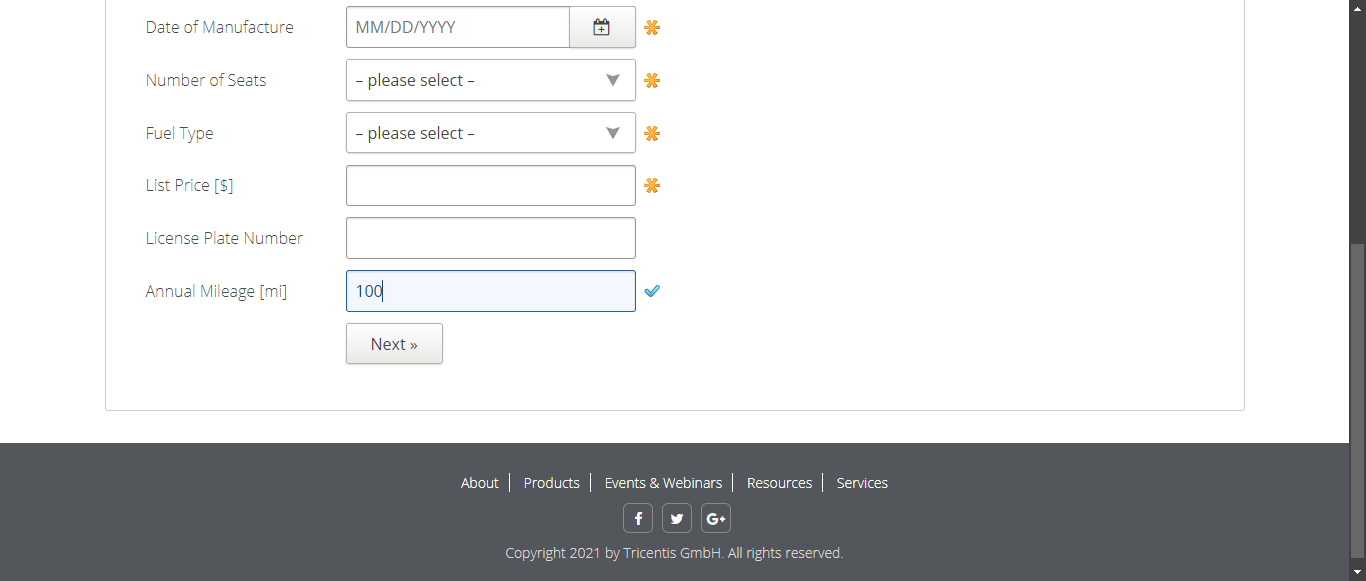 Date of Manufacture MM/DD/YYYY
Number of Seats – please select –
Fuel Type – please select –
List Price [$]
License Plate Number
Annual Mileage [mi] 100
Next »
About Products Events & Webinars Resources Services
f G+
Copyright 2021 by Tricentis GmbH. All rights reserved.